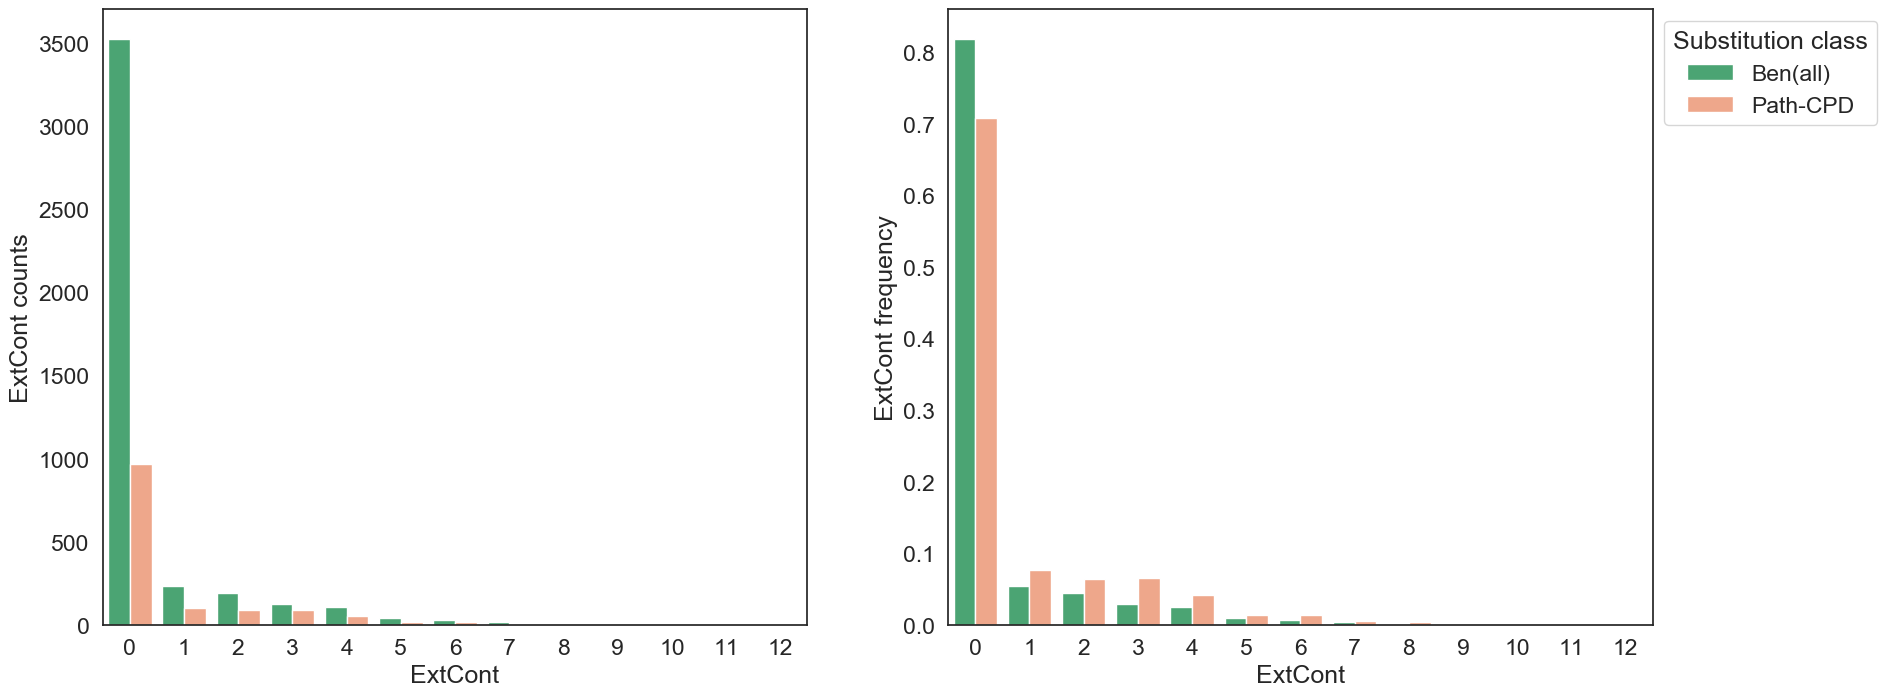 ExtCont counts
3500
3000
2500
2000
1500
1000
500
0
0 1 2 3 4 5 6 7 8 9 10 11 12
ExtCont
ExtCont frequency
0.8
0.7
0.6
0.5
0.4
0.3
0.2
0.1
0.0
0 1 2 3 4 5 6 7 8 9 10 11 12
ExtCont
Substitution class
Ben(all)
Path-CPD